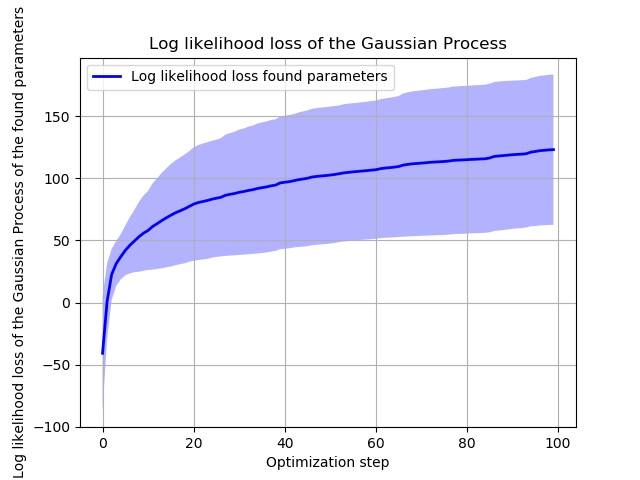 Log likelihood loss of the Gaussian Process
Log likelihood loss found parameters
Log likelihood loss of the Gaussian Process of the found parameters
150
100
50
0
−50
−100
0 20 40 60 80 100
Optimization step